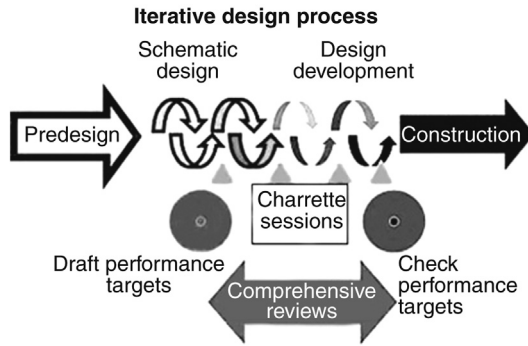 Iterative design process
Schematic
design
Design
development
Predesign
Construction
Charrette
sessions
Draft performance
targets
Check
performance
targets
Comprehensive
reviews